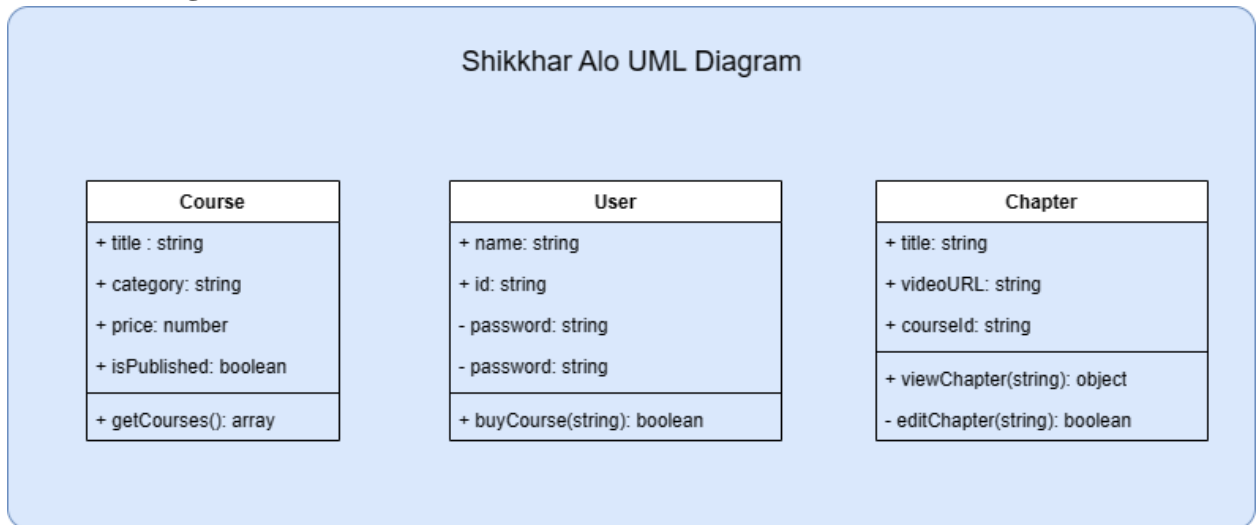 Shikkhar Alo UML Diagram
Course
+ title : string
+ category: string
+ price: number
+ isPublished: boolean
+ getCourses(): array
User
+ name: string
+ id: string
- password: string
- password: string
+ buyCourse(string): boolean
Chapter
+ title: string
+ videoURL: string
+ courseId: string
+ viewChapter(string): object
- editChapter(string): boolean